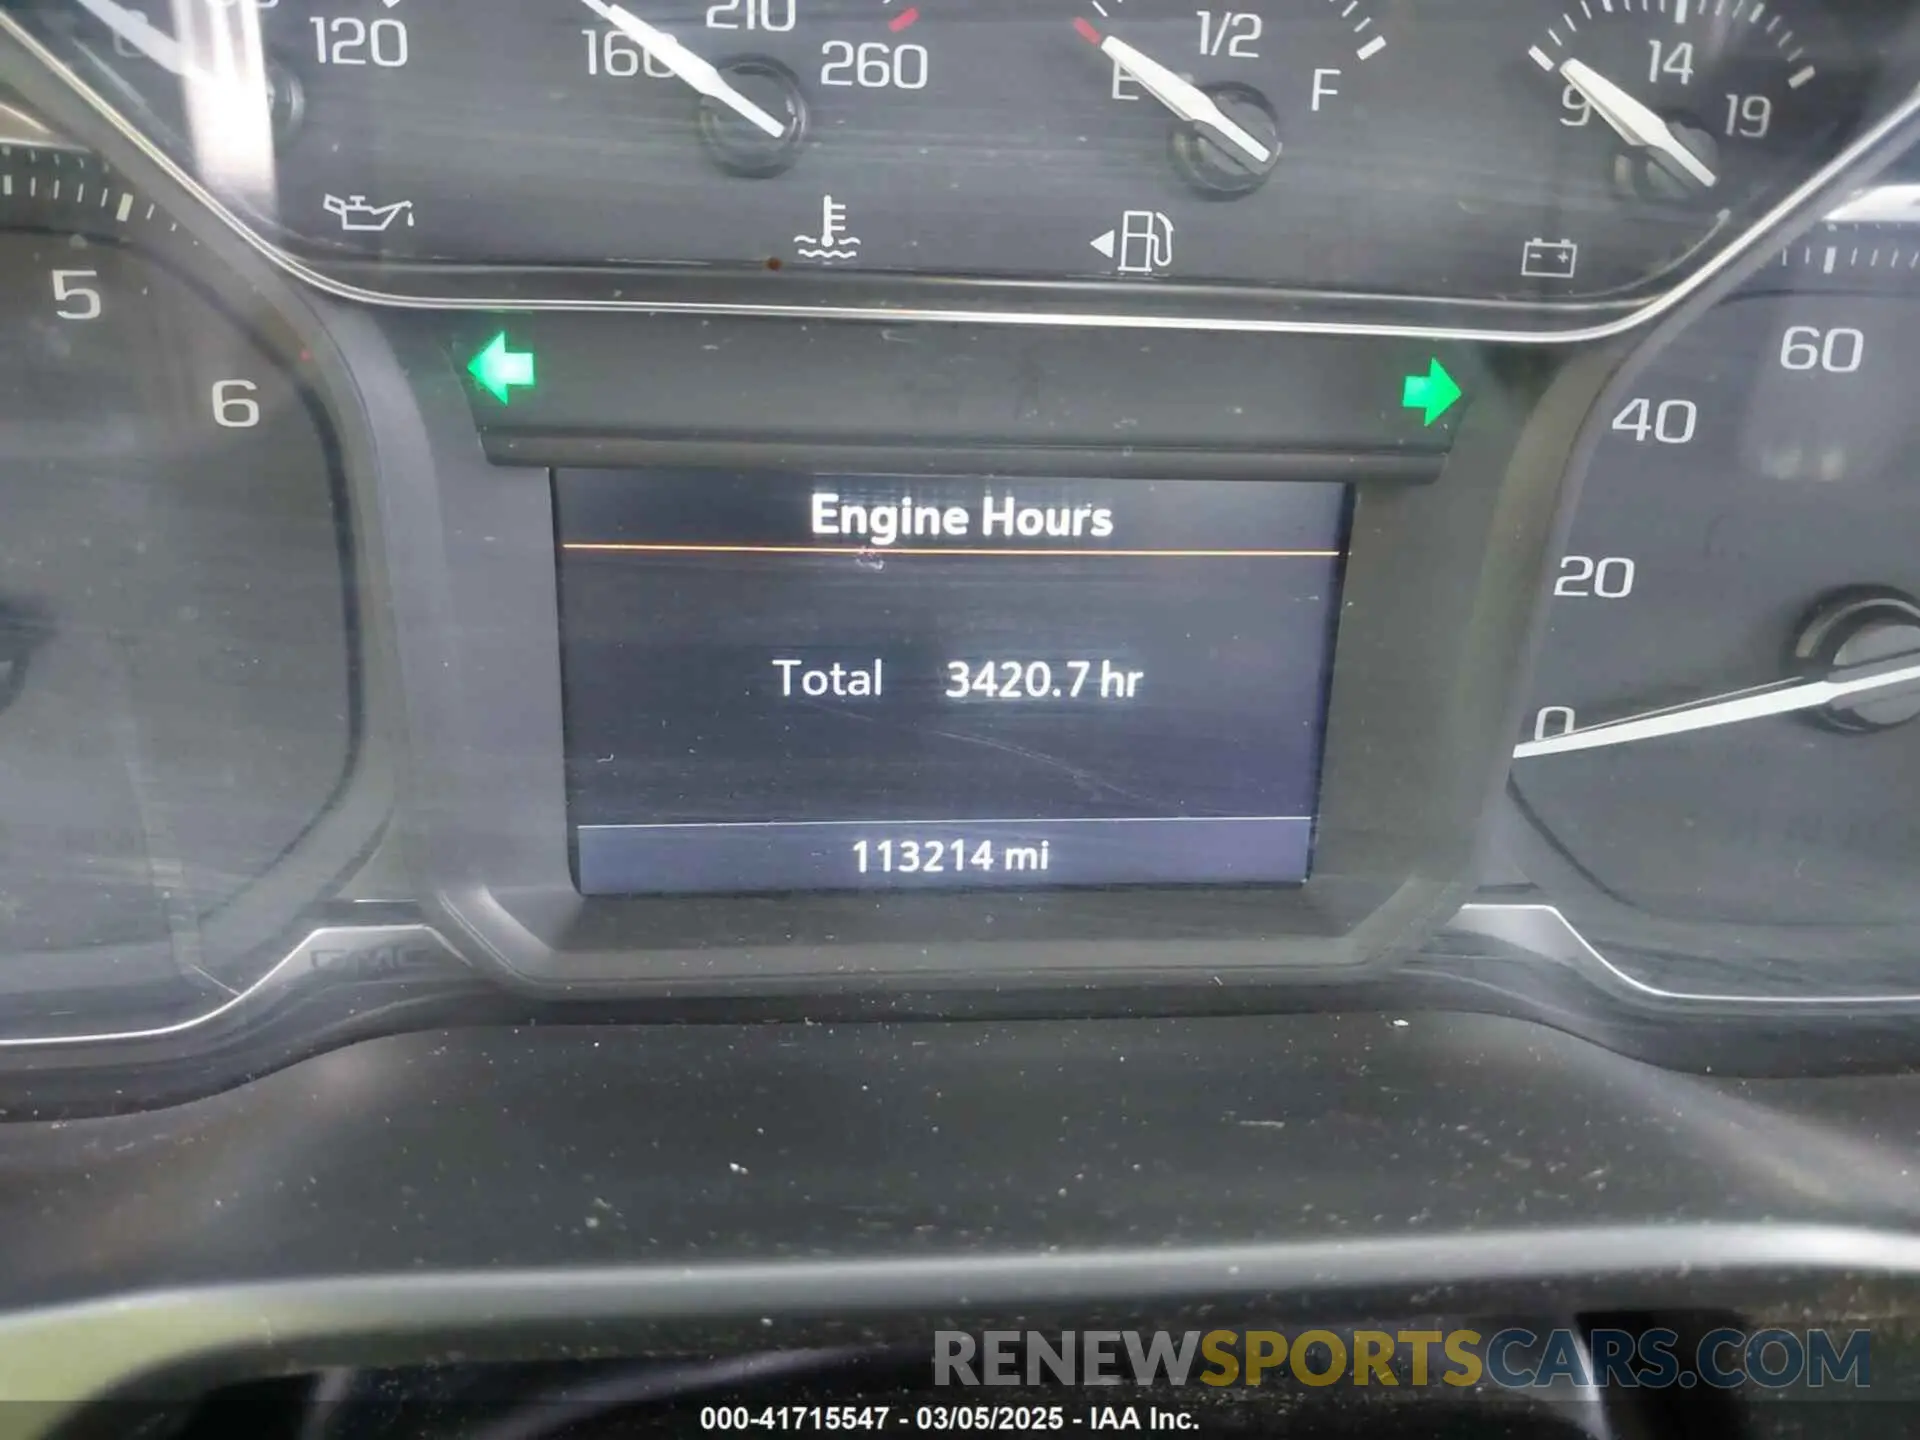 210
120
160
260
E
1/2
F
9
14
19
5
6
60
40
20
0
Engine Hours
Total 3420.7 hr
113214 mi
GMC
RENEWSPORTSCARS.COM
000-41715547 - 03/05/2025 - IAA Inc.